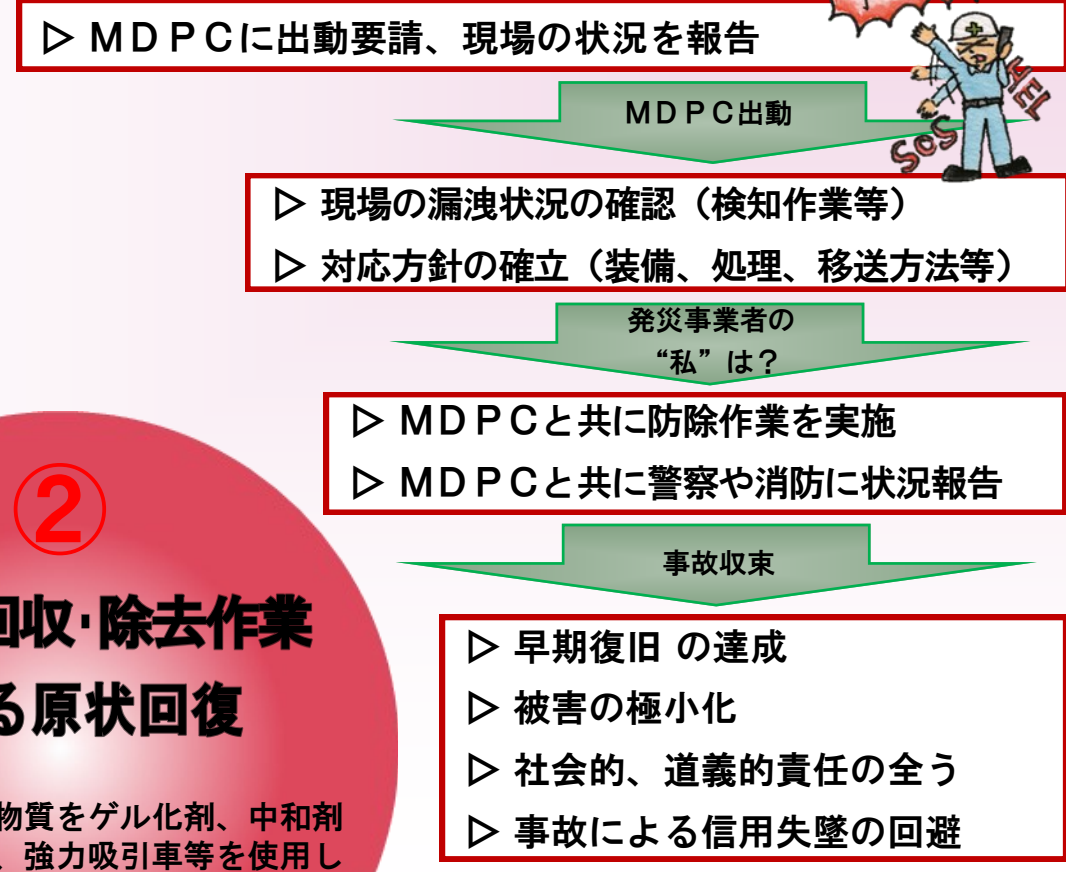 ▷ ＭＤＰＣに出動要請、現場の状況を報告
ＭＤＰＣ出動
SOS
HEL
▷ 現場の漏洩状況の確認（検知作業等）
▷ 対応方針の確立（装備、処理、移送方法等）
発災事業者の
“私”は？
▷ ＭＤＰＣと共に防除作業を実施
▷ ＭＤＰＣと共に警察や消防に状況報告
事故収束
▷ 早期復旧 の達成
▷ 被害の極小化
▷ 社会的、道義的責任の全う
▷ 事故による信用失墜の回避
②
回収・除去作業
る原状回復
物質をゲル化剤、中和剤
、強力吸引車等を使用し